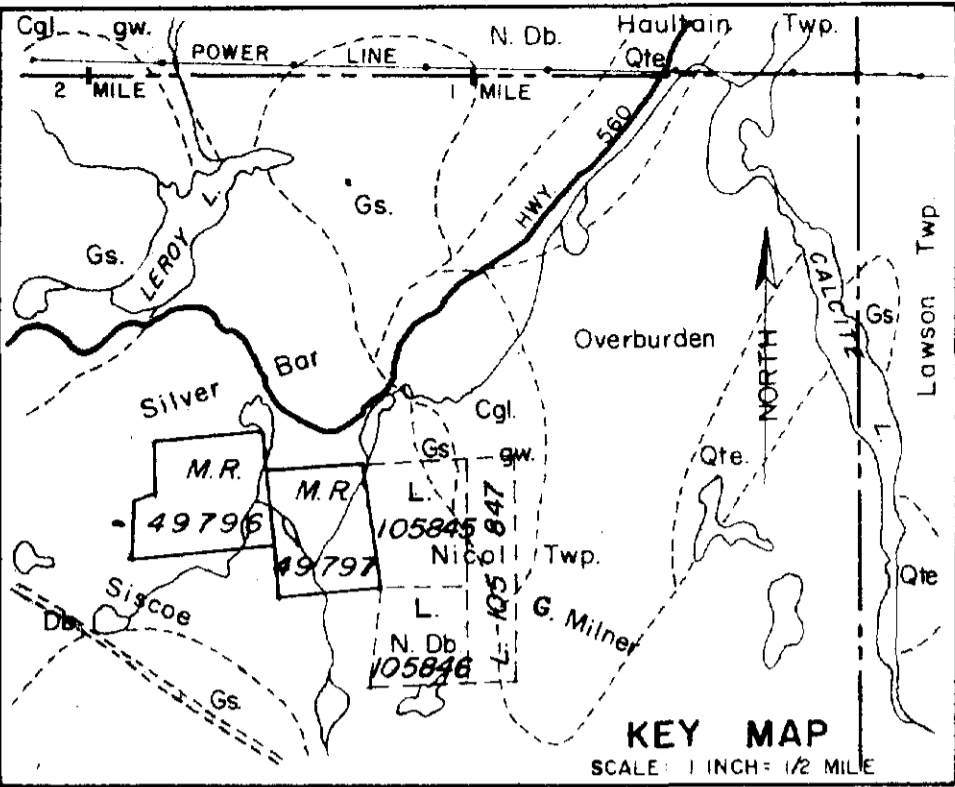 Cgl. gw. N. Db. Haultrain Twp.
POWER LINE Qte
2 MILE 1 MILE
HWY. 560
Gs.
Gs.
LEROY L.
CALCITE L.
Gs
Lawson Twp.
Overburden
NORTH
Silver Bar
Cgl.
Gs gw.
Qte.
M.R.
49796
M.R.
49797
L.
105845
L.-105847
Nicol Twp.
Qte
Siscoe
L.
G. Milner
Db.
N. Db
105846
Gs.
KEY MAP
SCALE: 1 INCH = 1/2 MILE